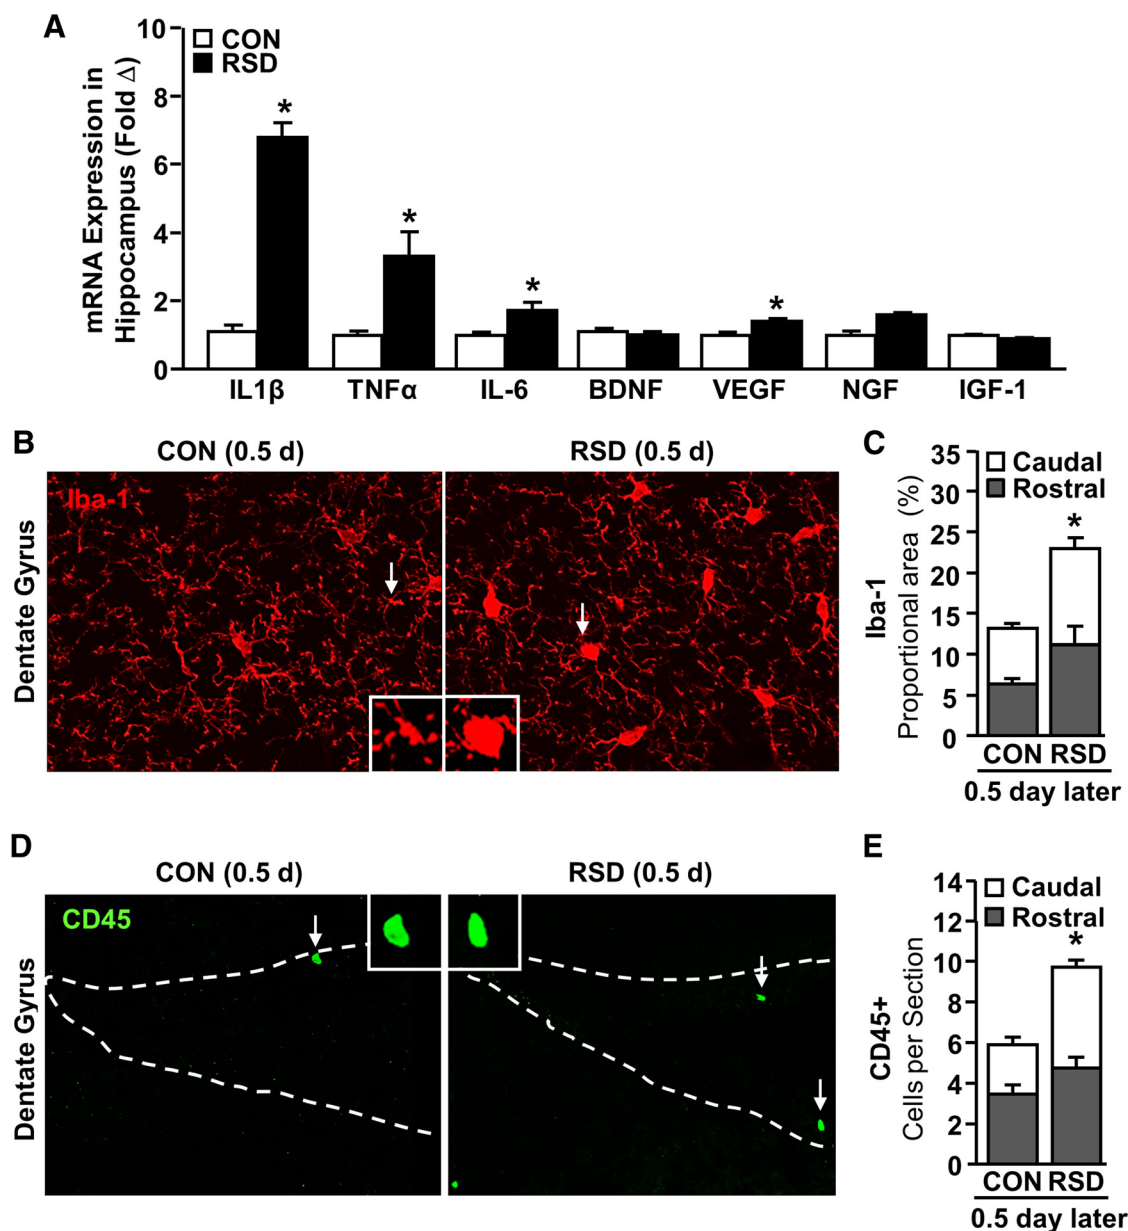 A
mRNA Expression in
Hippocampus (Fold Δ)
10
8
6
4
2
0
CON
RSD
*
*
*
*
IL1β TNFα IL-6 BDNF VEGF NGF IGF-1
B
CON (0.5 d) RSD (0.5 d)
Dentate Gyrus
Iba-1
C
Iba-1
Proportional area (%)
35
30
25
20
15
10
5
0
Caudal
Rostral
*
CON RSD
0.5 day later
D
CON (0.5 d) RSD (0.5 d)
Dentate Gyrus
CD45
E
CD45+
Cells per Section
14
12
10
8
6
4
2
0
Caudal
Rostral
*
CON RSD
0.5 day later